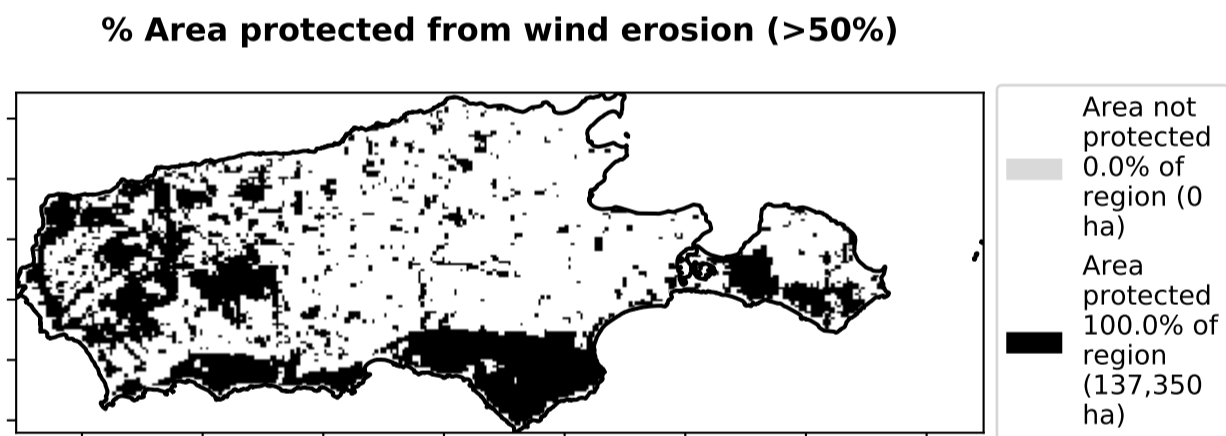 % Area protected from wind erosion (>50%)
Area not
protected
0.0% of
region (0
ha)
Area
protected
100.0% of
region
(137,350
ha)